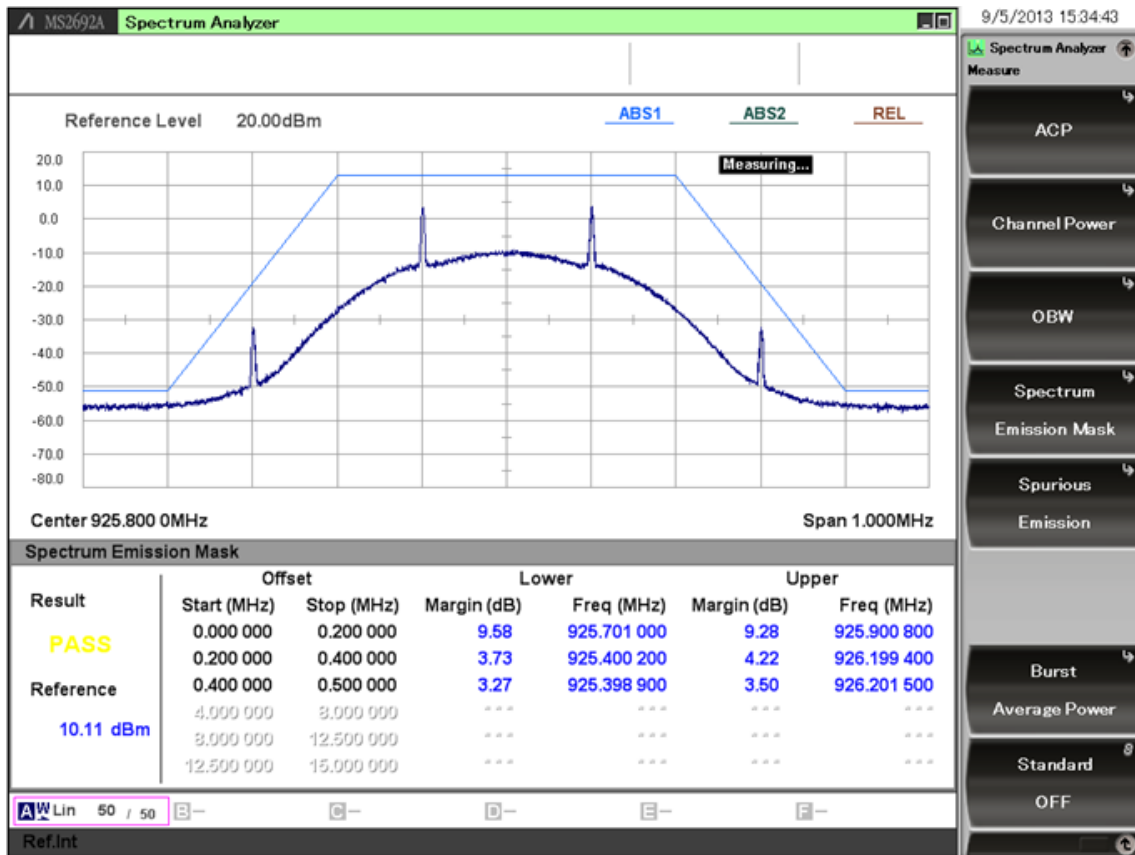 MS2692A Spectrum Analyzer
9/5/2013 15:34:43
Spectrum Analyzer
Measure
ACP
Channel Power
OBW
Spectrum
Emission Mask
Spurious
Emission
Burst
Average Power
Standard
OFF
Reference Level 20.00dBm ABS1 ABS2 REL
Measuring...
20.0
10.0
0.0
-10.0
-20.0
-30.0
-40.0
-50.0
-60.0
-70.0
-80.0
Center 925.800 0MHz Span 1.000MHz
Spectrum Emission Mask
Offset Lower Upper
Result Start (MHz) Stop (MHz) Margin (dB) Freq (MHz) Margin (dB) Freq (MHz)
0.000 000 0.200 000 9.58 925.701 000 9.28 925.900 800
PASS
0.200 000 0.400 000 3.73 925.400 200 4.22 926.199 400
Reference 0.400 000 0.500 000 3.27 925.398 900 3.50 926.201 500
4.000 000 8.000 000 *** *** *** ***
10.11 dBm
8.000 000 12.500 000 *** *** *** ***
12.500 000 15.000 000 *** *** *** ***
A W Lin 50 / 50 B- C- D- E- F-
Ref.Int